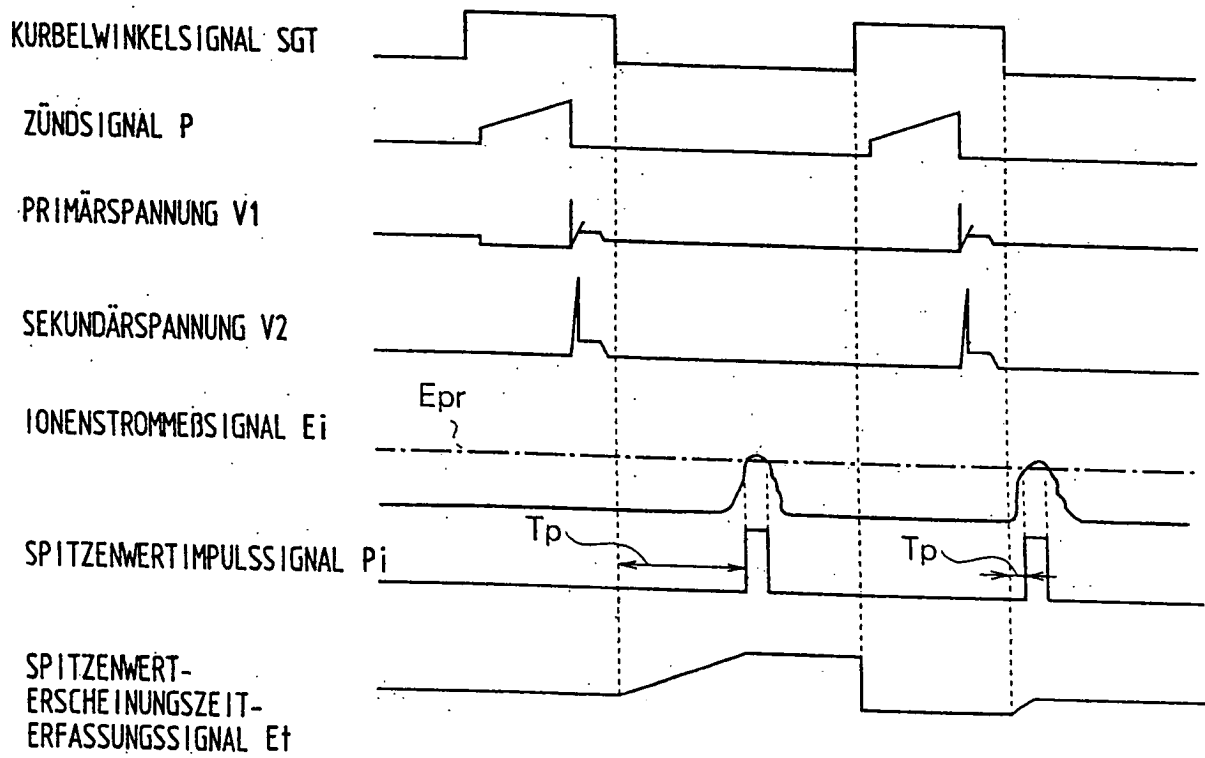 KURBELWINKELSIGNAL SGT
ZÜNDSIGNAL P
PRIMÄRSPANNUNG V1
SEKUNDÄRSPANNUNG V2
Epr
IONENSTROMMEßSIGNAL Ei
Tp
Tp
SPITZENWERTIMPULSSIGNAL Pi
SPITZENWERT-
ERSCHEINUNGSZEIT-
ERFASSUNGSSIGNAL Et